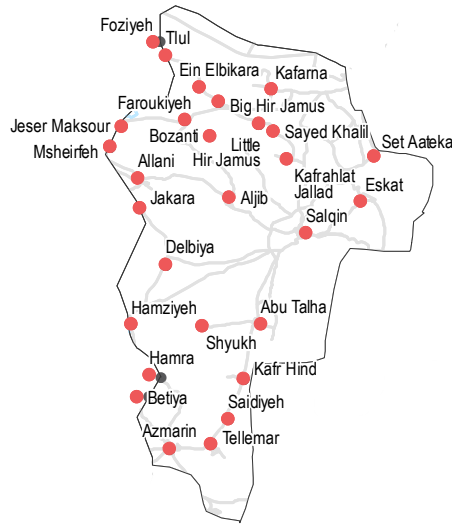 Foziyeh
Tlul
Ein Elbikara
Kafarna
Faroukiyeh
Big Hir Jamus
Jeser Maksour
Bozanti
Little
Hir Jamus
Sayed Khalil
Set Aateka
Msheirfeh
Allani
Kafrahlat
Jallad
Eskat
Jakara
Aljib
Salqin
Delbiya
Hamziyeh
Abu Talha
Shyukh
Hamra
Kafr Hind
Betiya
Saidiyeh
Azmarin
Tellemar